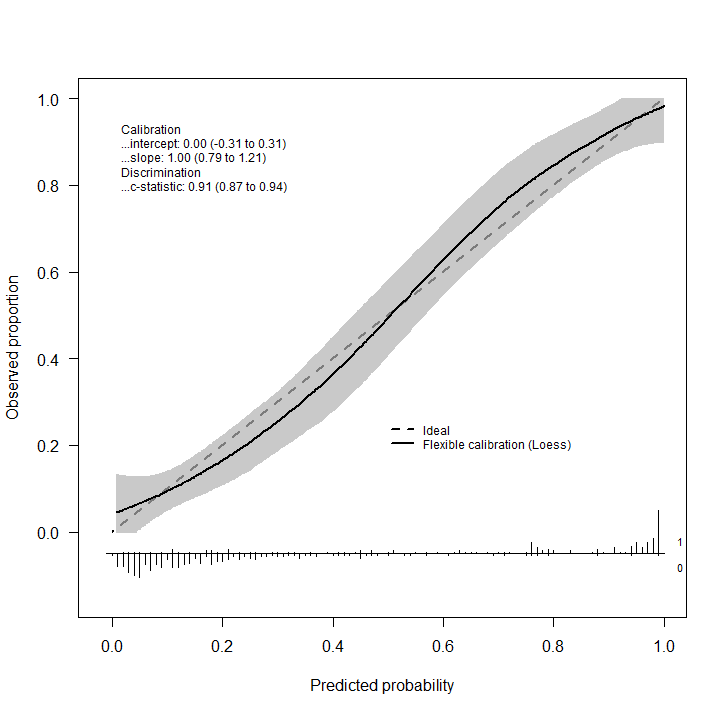 Calibration
...intercept: 0.00 (-0.31 to 0.31)
...slope: 1.00 (0.79 to 1.21)
Discrimination
...c-statistic: 0.91 (0.87 to 0.94)
1.0
0.8
0.6
0.4
0.2
0.0
Observed proportion
Ideal
Flexible calibration (Loess)
1
0
0.0 0.2 0.4 0.6 0.8 1.0
Predicted probability